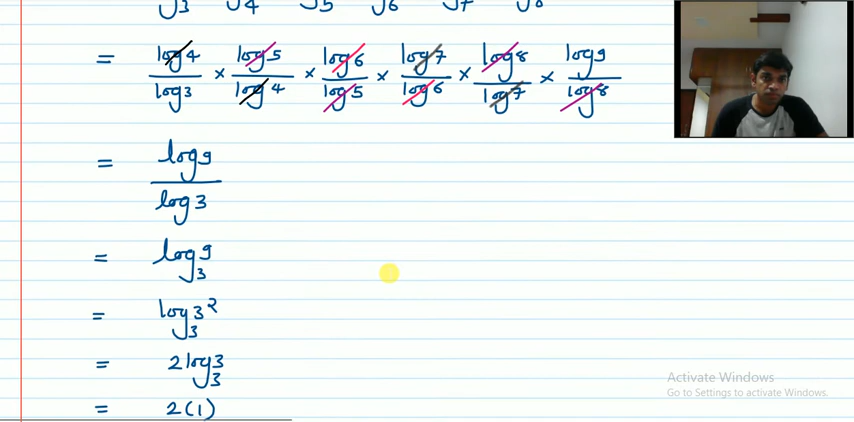 = log4/log3 × log5/log4 × log6/log5 × log7/log6 × log8/log7 × log9/log8
= log9/log3
= log₃9
= log₃3²
= 2log₃3
= 2(1)
Activate Windows
Go to Settings to activate Windows.